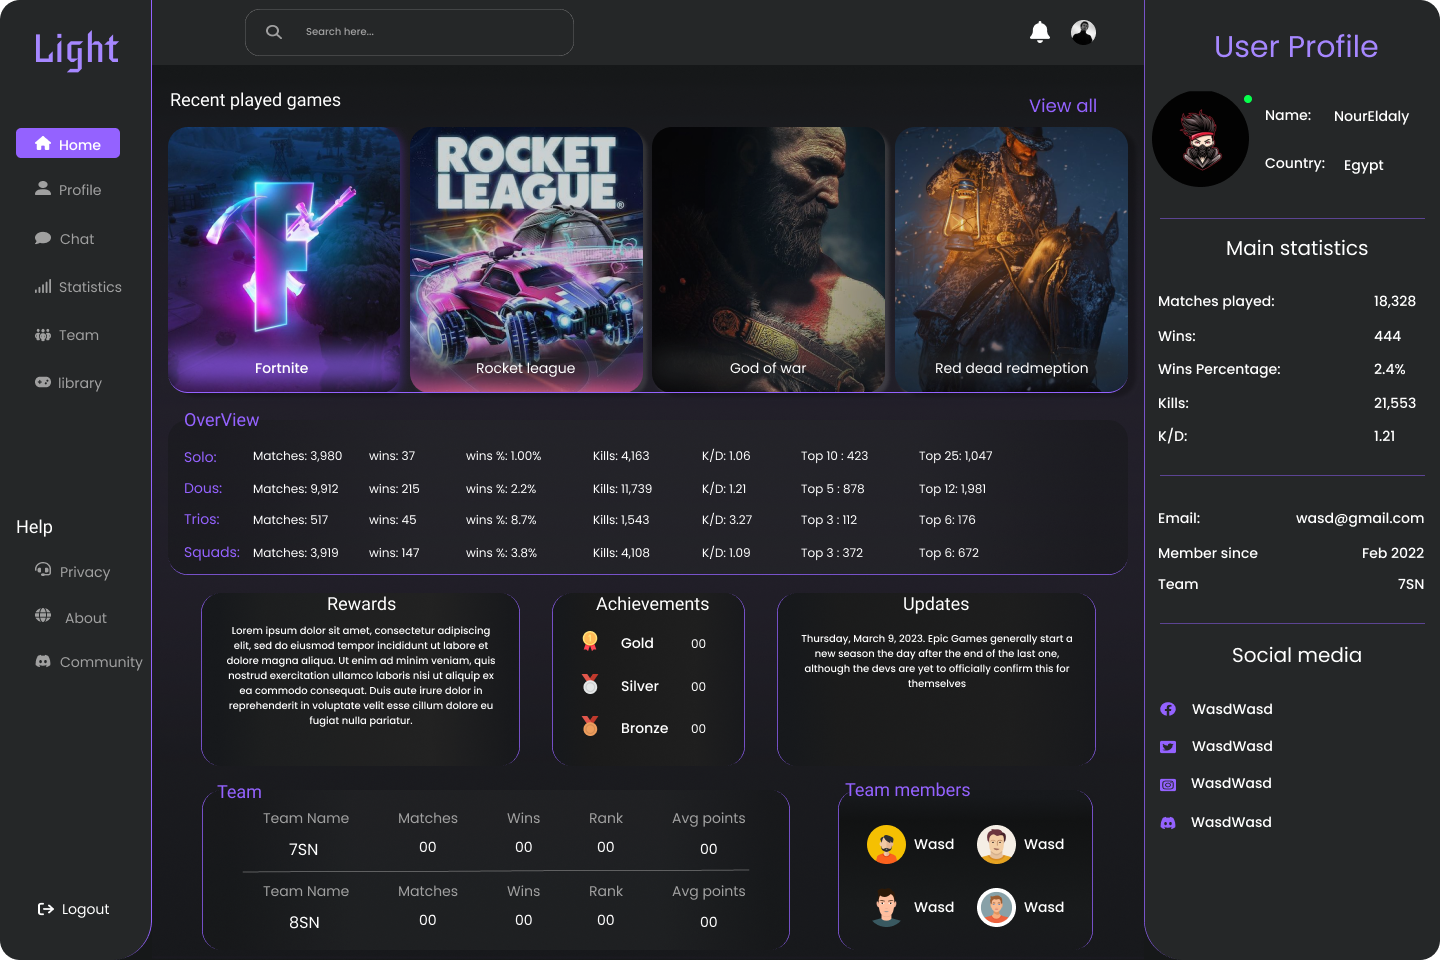 Light
Search here...
User Profile
Home
Profile
Chat
Statistics
Team
library
Help
Privacy
About
Community
Logout
Recent played games
View all
ROCKET
LEAGUE®
Fortnite
Rocket league
God of war
Red dead redmeption
OverView
Solo: Matches: 3,980 wins: 37 wins %: 1.00% Kills: 4,163 K/D: 1.06 Top 10 : 423 Top 25: 1,047
Dous: Matches: 9,912 wins: 215 wins %: 2.2% Kills: 11,739 K/D: 1.21 Top 5 : 878 Top 12: 1,981
Trios: Matches: 517 wins: 45 wins %: 8.7% Kills: 1,543 K/D: 3.27 Top 3 : 112 Top 6: 176
Squads: Matches: 3,919 wins: 147 wins %: 3.8% Kills: 4,108 K/D: 1.09 Top 3 : 372 Top 6: 672
Rewards
Lorem ipsum dolor sit amet, consectetur adipiscing
elit, sed do eiusmod tempor incididunt ut labore et
dolore magna aliqua. Ut enim ad minim veniam, quis
nostrud exercitation ullamco laboris nisi ut aliquip ex
ea commodo consequat. Duis aute irure dolor in
reprehenderit in voluptate velit esse cillum dolore eu
fugiat nulla pariatur.
Achievements
Gold 00
Silver 00
Bronze 00
Updates
Thursday, March 9, 2023. Epic Games generally start a
new season the day after the end of the last one,
although the devs are yet to officially confirm this for
themselves
Team
Team Name Matches Wins Rank Avg points
7SN 00 00 00 00
Team Name Matches Wins Rank Avg points
8SN 00 00 00 00
Team members
Wasd Wasd
Wasd Wasd
Name: NourEldaly
Country: Egypt
Main statistics
Matches played: 18,328
Wins: 444
Wins Percentage: 2.4%
Kills: 21,553
K/D: 1.21
Email: wasd@gmail.com
Member since Feb 2022
Team 7SN
Social media
WasdWasd
WasdWasd
WasdWasd
WasdWasd